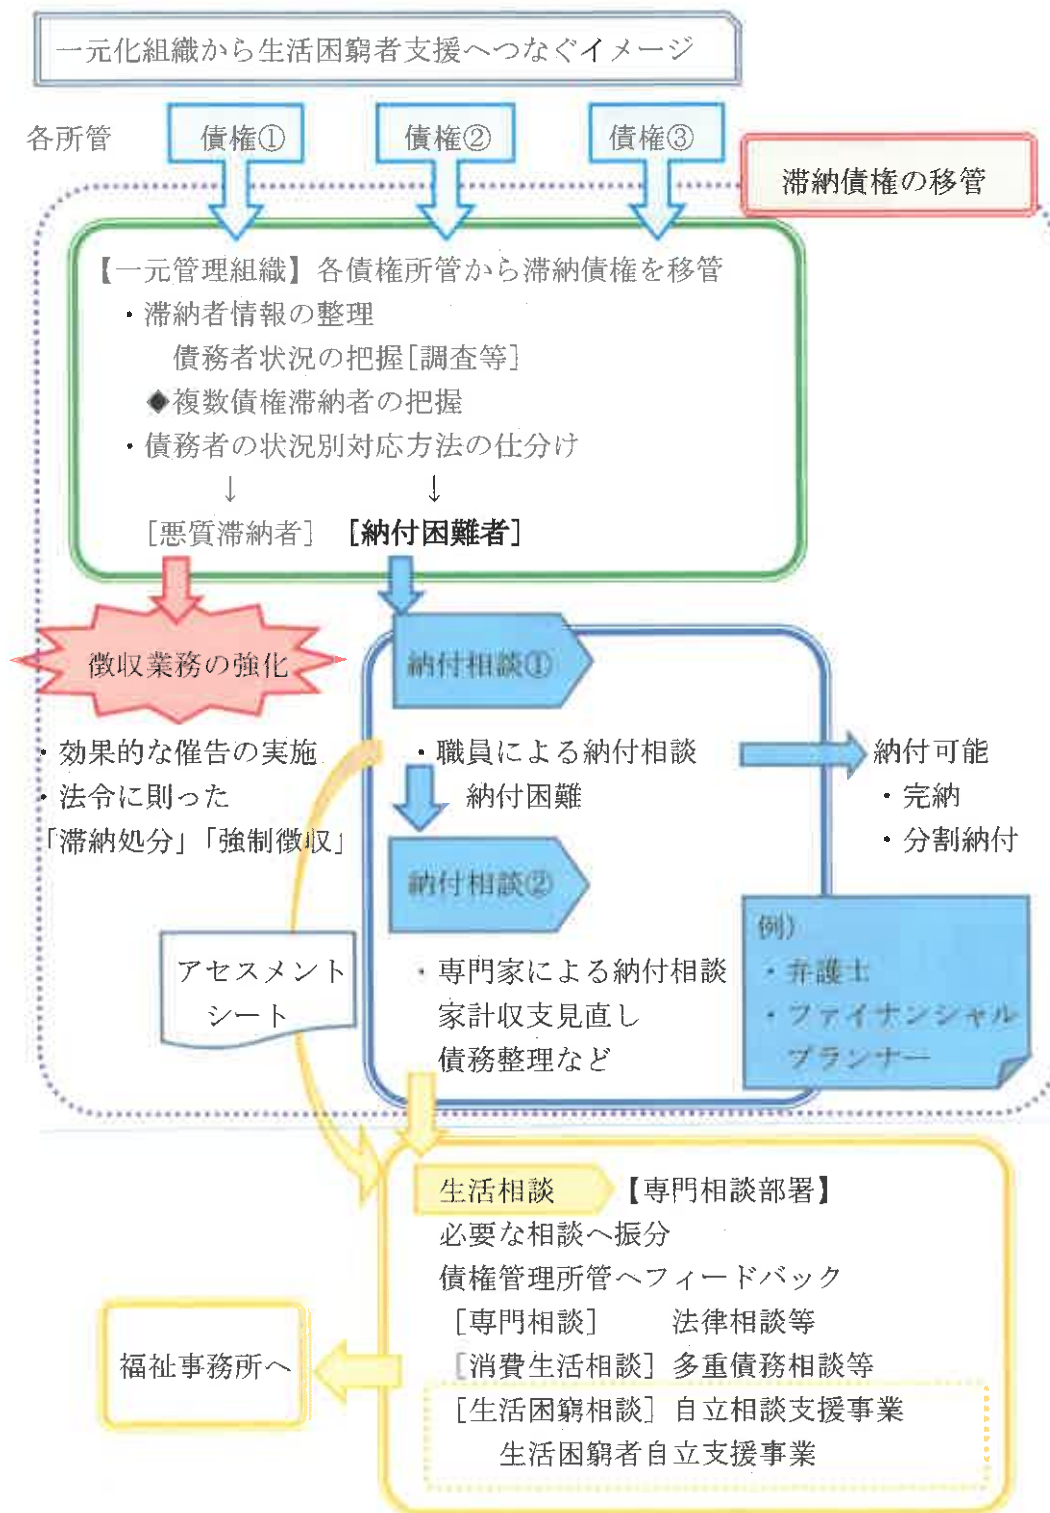 一元化組織から生活困窮者支援へつなぐイメージ
各所管
債権①
債権②
債権③
滞納債権の移管
【一元管理組織】各債権所管から滞納債権を移管
・滞納者情報の整理
債務者状況の把握[調査等]
◆複数債権滞納者の把握
・債務者の状況別対応方法の仕分け
↓ ↓
[悪質滞納者] [納付困難者]
徴収業務の強化
・効果的な催告の実施
・法令に則った
「滞納処分」「強制徴収」
納付相談①
・職員による納付相談
納付困難
納付可能
・完納
・分割納付
納付相談②
・専門家による納付相談
家計収支見直し
債務整理など
例）
・弁護士
・ファイナンシャル
プランナー
アセスメント
シート
生活相談 【専門相談部署】
必要な相談へ振分
債権管理所管へフィードバック
[専門相談] 法律相談等
[消費生活相談] 多重債務相談等
[生活困窮相談] 自立相談支援事業
生活困窮者自立支援事業
福祉事務所へ